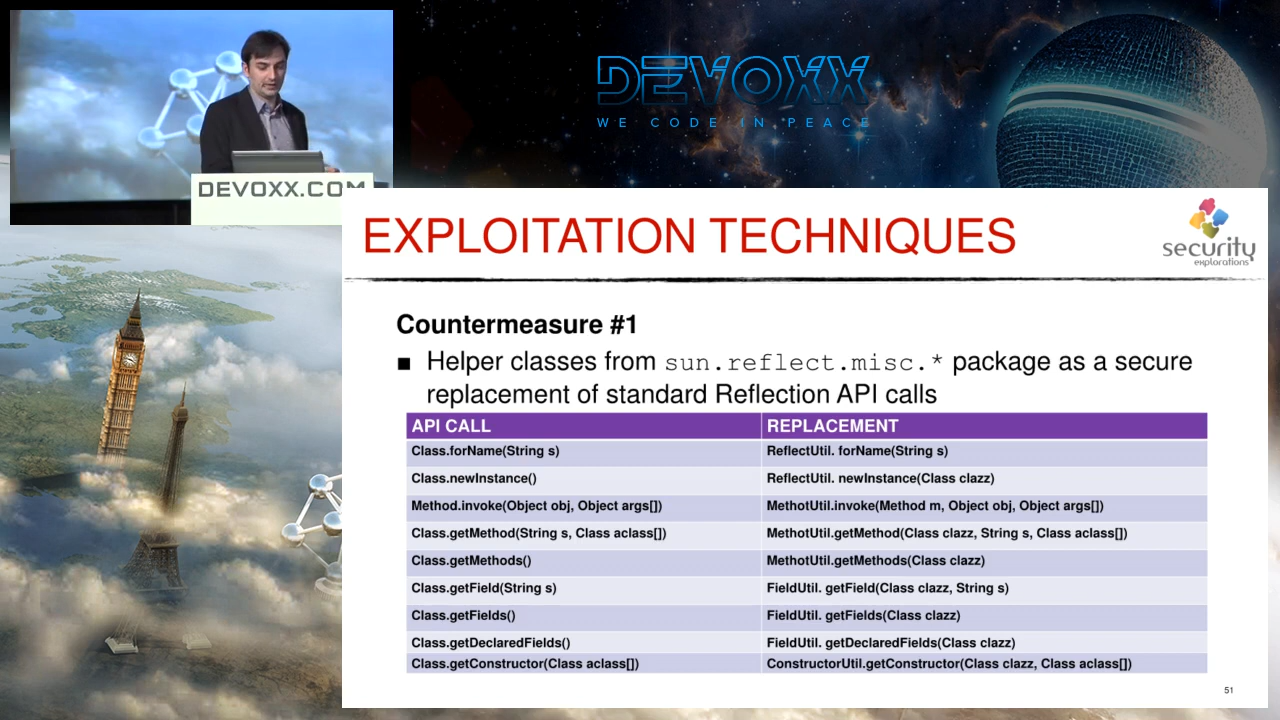 DEVOXX
WE CODE IN PEACE
DEVOXX.COM
EXPLOITATION TECHNIQUES
security
explorations
Countermeasure #1
■ Helper classes from sun.reflect.misc.* package as a secure
replacement of standard Reflection API calls
API CALL REPLACEMENT
Class.forName(String s) ReflectUtil. forName(String s)
Class.newInstance() ReflectUtil. newInstance(Class clazz)
Method.invoke(Object obj, Object args[]) MethotUtil.invoke(Method m, Object obj, Object args[])
Class.getMethod(String s, Class aclass[]) MethotUtil.getMethod(Class clazz, String s, Class aclass[])
Class.getMethods() MethotUtil.getMethods(Class clazz)
Class.getField(String s) FieldUtil. getField(Class clazz, String s)
Class.getFields() FieldUtil. getFields(Class clazz)
Class.getDeclaredFields() FieldUtil. getDeclaredFields(Class clazz)
Class.getConstructor(Class aclass[]) ConstructorUtil.getConstructor(Class clazz, Class aclass[])
51